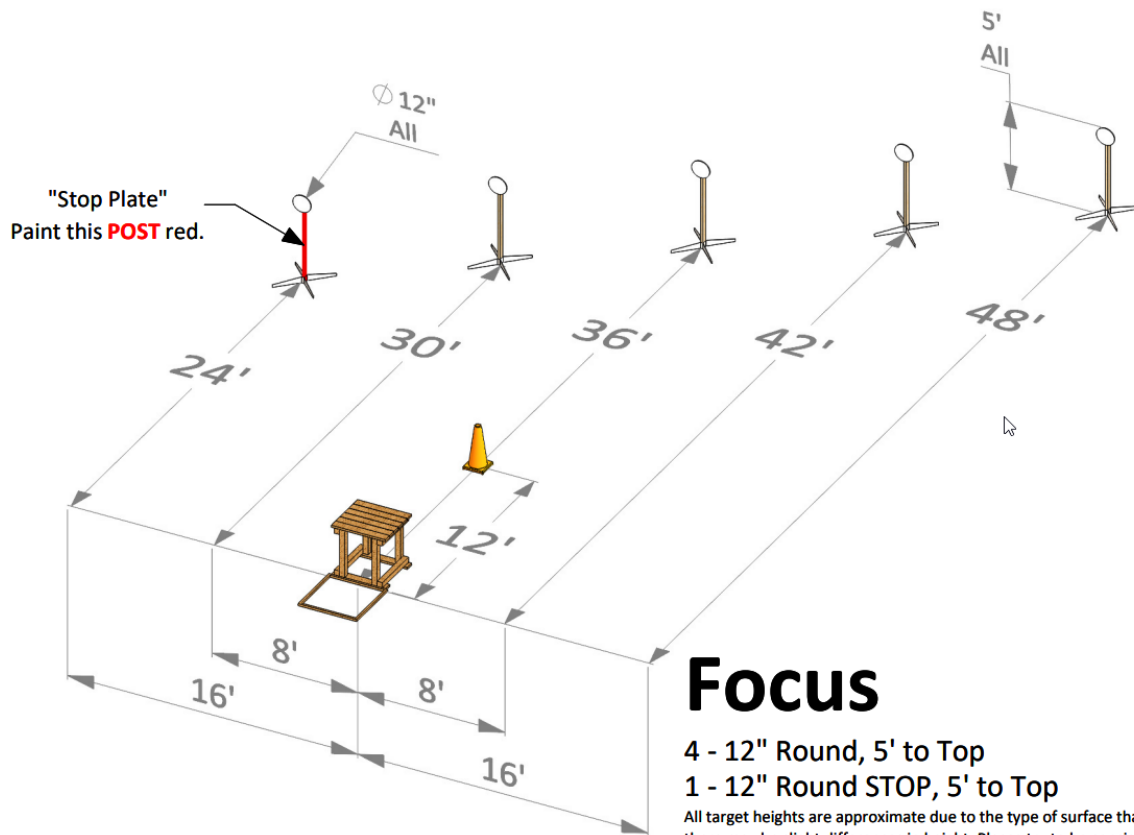 5'
All
⌀ 12"
All
"Stop Plate"
Paint this POST red.
24'
30'
36'
42'
48'
12'
8'
8'
16'
16'
Focus
4 - 12" Round, 5' to Top
1 - 12" Round STOP, 5' to Top
All target heights are approximate due to the type of surface